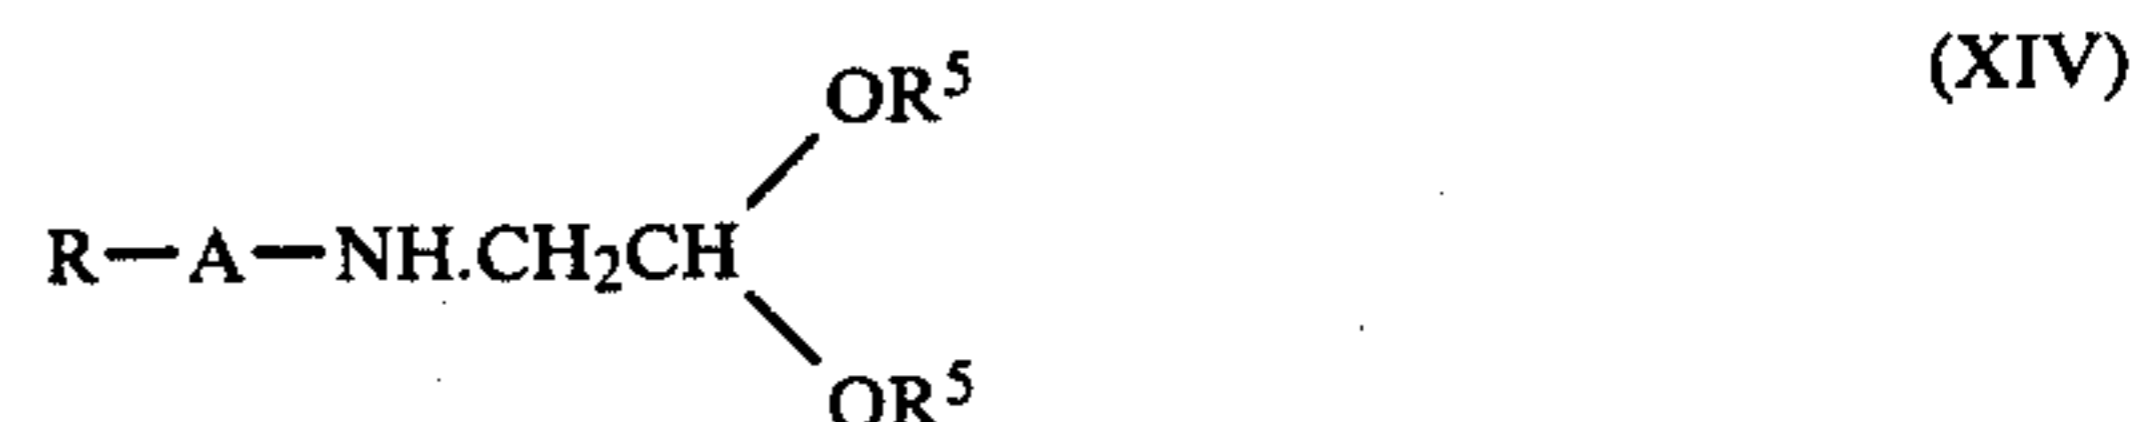 (XIV)
OR⁵
R—A—NH.CH₂CH
OR⁵